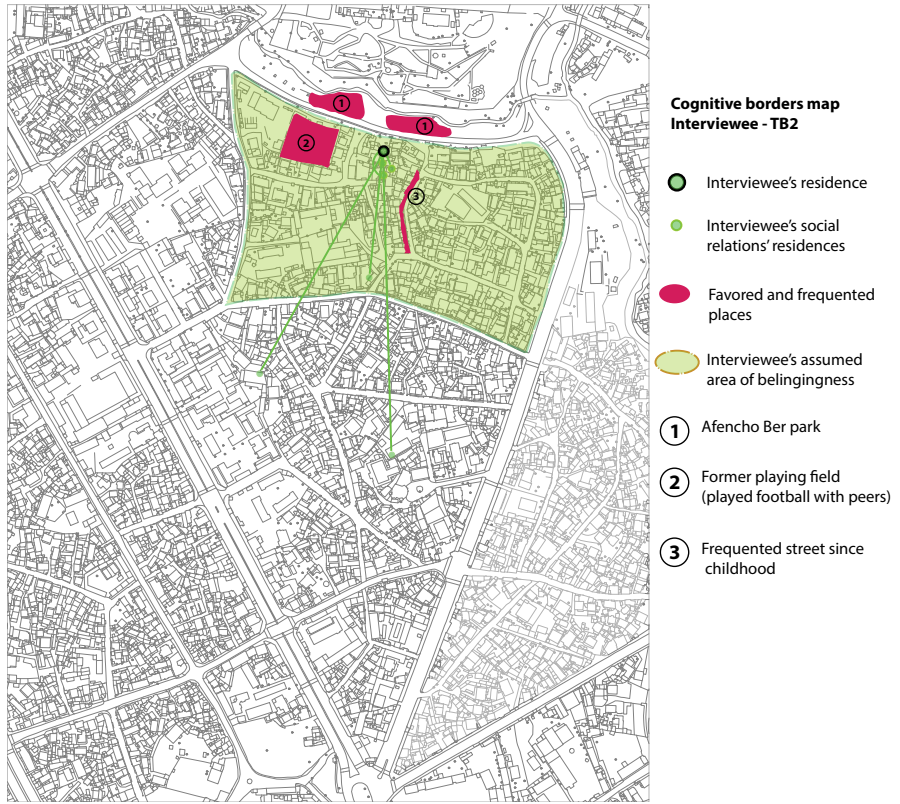 1
1
2
3
Cognitive borders map
Interviewee - TB2
Interviewee's residence
Interviewee's social
relations' residences
Favored and frequented
places
Interviewee's assumed
area of belingingness
1 Afencho Ber park
2 Former playing field
(played football with peers)
3 Frequented street since
childhood